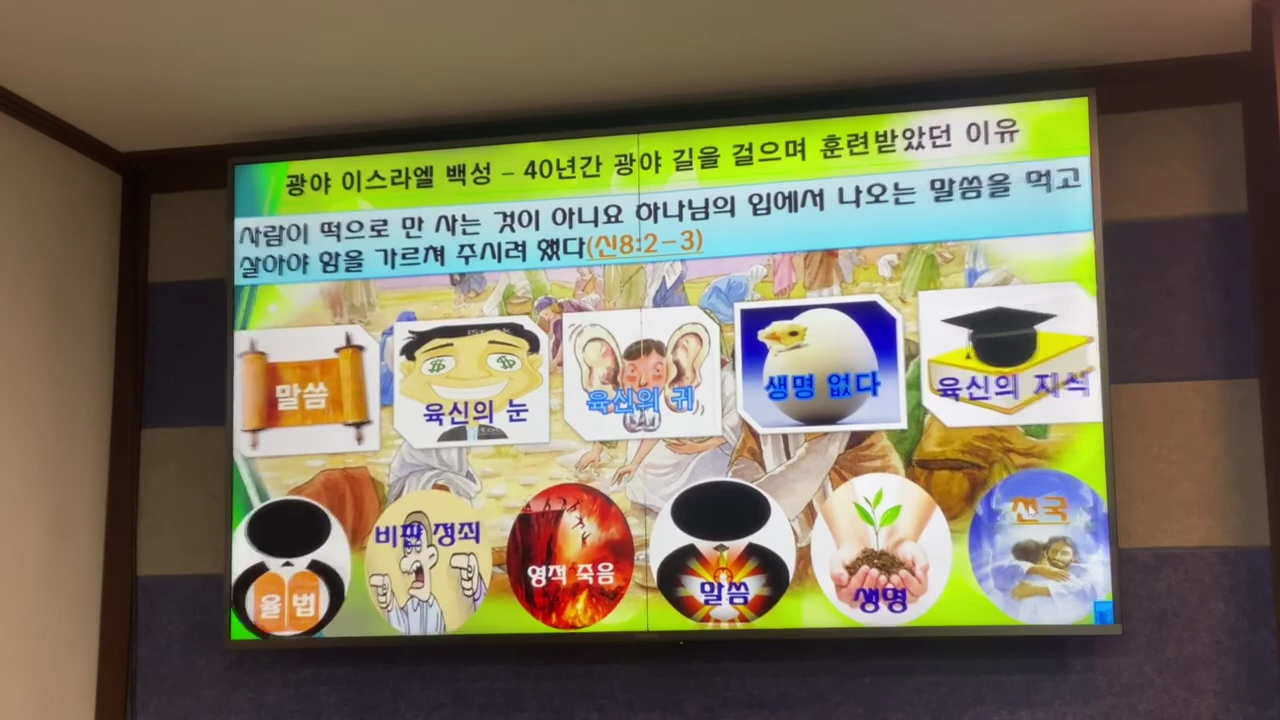 광야 이스라엘 백성 – 40년간 광야 길을 걸으며 훈련받았던 이유
사람이 떡으로 만 사는 것이 아니요 하나님의 입에서 나오는 말씀을 먹고
살아야 함을 가르쳐 주시려 했다(신8:2-3)
말씀
육신의 눈
육신의 귀
생명 없다
육신의 지식
율법
비판 정죄
영적 죽음
말씀
생명
천국